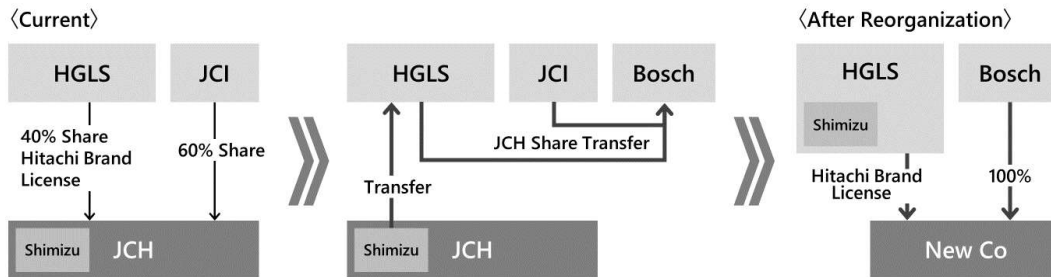 〈Current〉
HGLS
JCI
40% Share
Hitachi Brand
License
60% Share
Shimizu
JCH
HGLS
JCI
Bosch
JCH Share Transfer
Transfer
Shimizu
JCH
〈After Reorganization〉
HGLS
Bosch
Shimizu
Hitachi Brand
License
100%
New Co